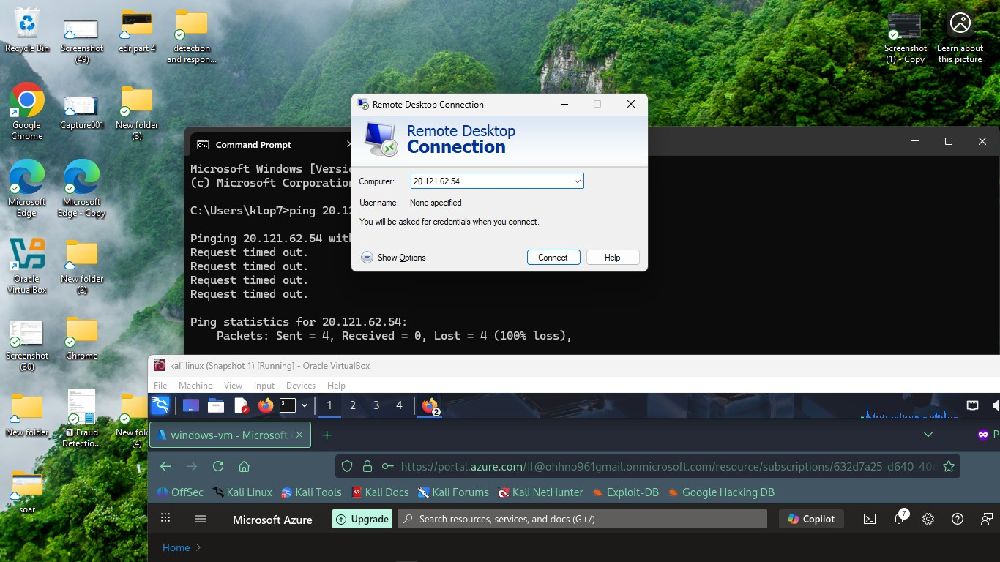 Recycle Bin
Screenshot
(49)
edr part 4
detection
and respon...
Screenshot
(1) - Copy
Learn about
this picture
Google
Chrome
Capture001
New folder
(3)
Microsoft
Edge
Microsoft
Edge - Copy
Oracle
VirtualBox
New folder
(2)
Screenshot
(30)
Chrome
New folder
Fraud
Detectio...
New fol
(4)
soar
Remote Desktop Connection
Remote Desktop
Connection
Computer: 20.121.62.54
User name: None specified
You will be asked for credentials when you connect.
Show Options
Connect
Help
Command Prompt
Microsoft Windows [Versi
(c) Microsoft Corporation
C:\Users\klop7>ping 20.12
Pinging 20.121.62.54 with
Request timed out.
Request timed out.
Request timed out.
Request timed out.
Ping statistics for 20.121.62.54:
Packets: Sent = 4, Received = 0, Lost = 4 (100% loss),
kali linux (Snapshot 1) [Running] - Oracle VirtualBox
File Machine View Input Devices Help
1 2 3 4 2
windows-vm - Microsoft A
https://portal.azure.com/#@ohhno961gmail.onmicrosoft.com/resource/subscriptions/632d7a25-d640-40
OffSec Kali Linux Kali Tools Kali Docs Kali Forums Kali NetHunter Exploit-DB Google Hacking DB
Microsoft Azure Upgrade Search resources, services, and docs (G+/) Copilot 7
Home >